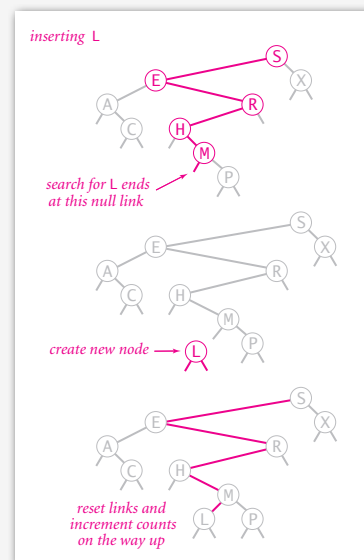 inserting L
S
E
X
A
R
C
H
M
P
search for L ends
at this null link
S
E
X
A
R
C
H
M
P
create new node
L
S
E
X
A
R
C
H
M
L
P
reset links and
increment counts
on the way up